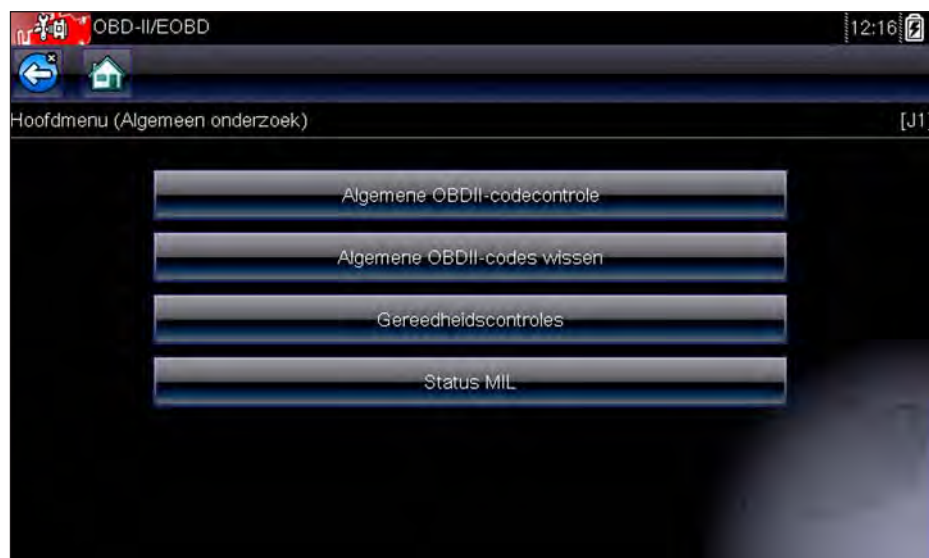 OBD-II/EOBD 12:16
Hoofdmenu (Algemeen onderzoek) [J1]
Algemene OBDII-codecontrole
Algemene OBDII-codes wissen
Gereedheidscontroles
Status MIL